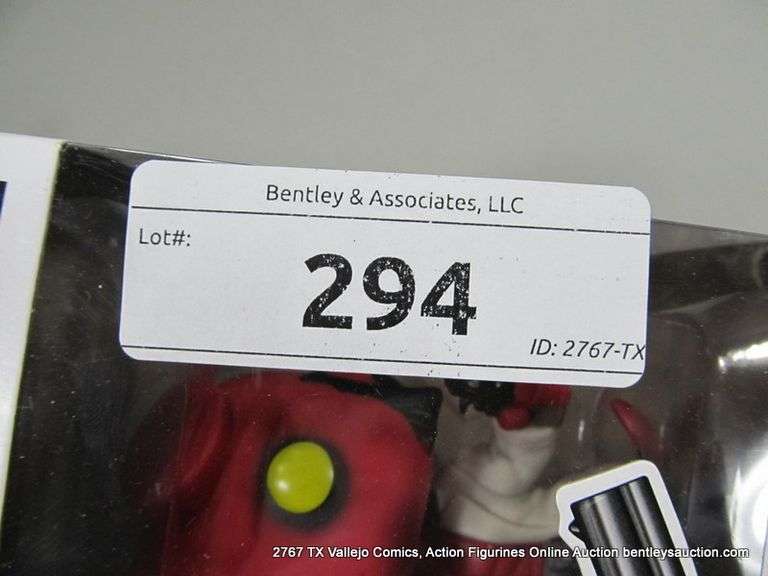 Bentley & Associates, LLC
Lot#:
294
ID: 2767-TX
2767 TX Vallejo Comics, Action Figurines Online Auction bentleysauction.com